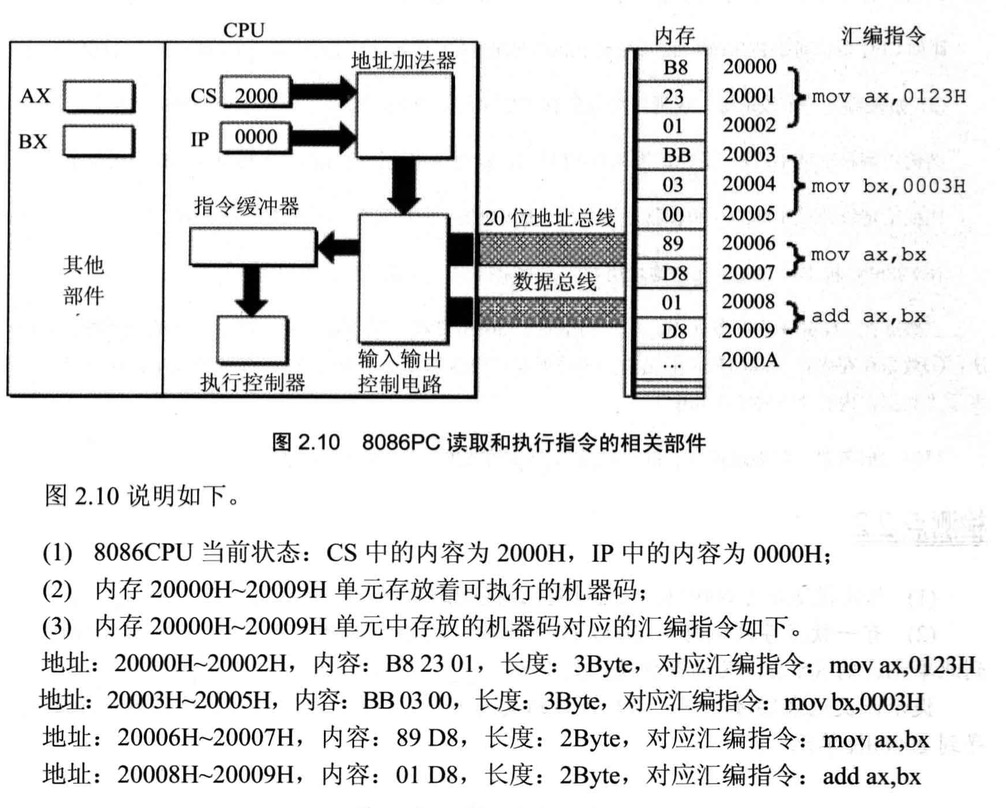 CPU
内存
汇编指令
地址加法器
AX
BX
CS 2000
IP 0000
指令缓冲器
其他
部件
执行控制器
输入输出
控制电路
20 位地址总线
数据总线
B8 20000
23 20001 mov ax,0123H
01 20002
BB 20003
03 20004 mov bx,0003H
00 20005
89 20006
D8 20007 mov ax,bx
01 20008
D8 20009 add ax,bx
… 2000A
图 2.10 8086PC 读取和执行指令的相关部件
图 2.10 说明如下。
(1) 8086CPU 当前状态：CS 中的内容为 2000H，IP 中的内容为 0000H；
(2) 内存 20000H~20009H 单元存放着可执行的机器码；
(3) 内存 20000H~20009H 单元中存放的机器码对应的汇编指令如下。
地址：20000H~20002H，内容：B8 23 01，长度：3Byte，对应汇编指令：mov ax,0123H
地址：20003H~20005H，内容：BB 03 00，长度：3Byte，对应汇编指令：mov bx,0003H
地址：20006H~20007H，内容：89 D8，长度：2Byte，对应汇编指令：mov ax,bx
地址：20008H~20009H，内容：01 D8，长度：2Byte，对应汇编指令：add ax,bx